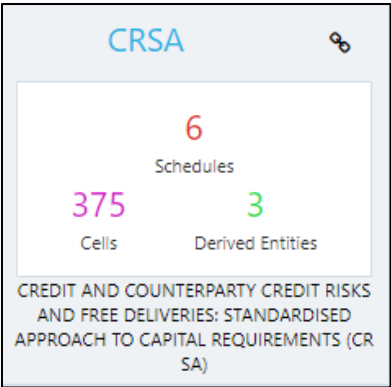 CRSA
6
Schedules
375
3
Cells
Derived Entities
CREDIT AND COUNTERPARTY CREDIT RISKS
AND FREE DELIVERIES: STANDARDISED
APPROACH TO CAPITAL REQUIREMENTS (CR
SA)